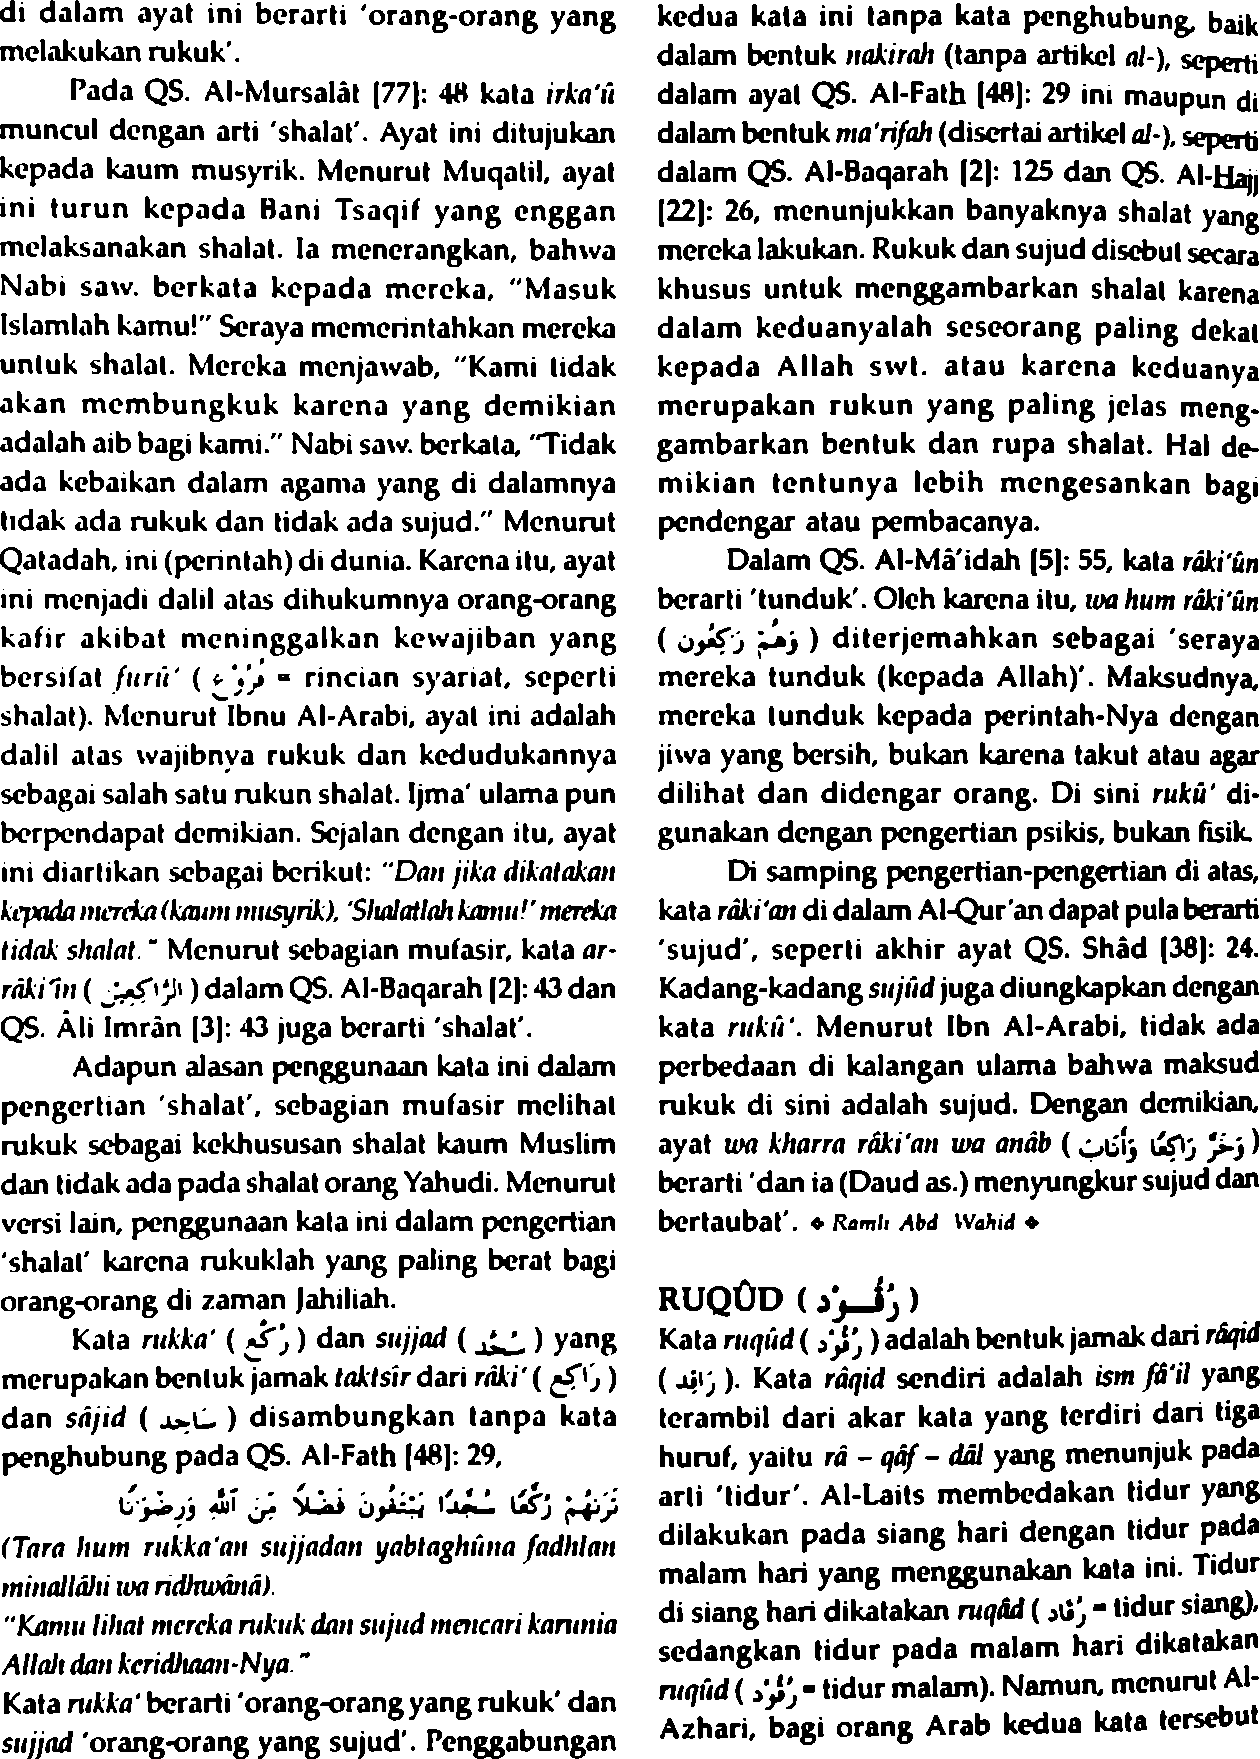 di dalam ayat ini berarti 'orang-orang yang
melakukan rukuk'.
Pada QS. Al-Mursalât [77]: 48 kata irka'û
muncul dengan arti 'shalat'. Ayat ini ditujukan
kepada kaum musyrik. Menurut Muqatil, ayat
ini turun kepada Bani Tsaqif yang enggan
melaksanakan shalat. Ia menerangkan, bahwa
Nabi saw. berkata kepada mereka, "Masuk
Islamlah kamu!" Seraya memerintahkan mereka
untuk shalat. Mereka menjawab, "Kami tidak
akan membungkuk karena yang demikian
adalah aib bagi kami." Nabi saw. berkata, "Tidak
ada kebaikan dalam agama yang di dalamnya
tidak ada rukuk dan tidak ada sujud." Menurut
Qatadah, ini (perintah) di dunia. Karena itu, ayat
ini menjadi dalil atas dihukumnya orang-orang
kafir akibat meninggalkan kewajiban yang
bersifat furû' ( فُرُوْع = rincian syariat, seperti
shalat). Menurut Ibnu Al-Arabi, ayat ini adalah
dalil atas wajibnya rukuk dan kedudukannya
sebagai salah satu rukun shalat. Ijma' ulama pun
berpendapat demikian. Sejalan dengan itu, ayat
ini diartikan sebagai berikut: "Dan jika dikatakan
kepada mereka (kaum musyrik), 'Shalatlah kamu!' mereka
tidak shalat." Menurut sebagian mufasir, kata ar-
râki'în ( الرَّاكِعِيْنَ ) dalam QS. Al-Baqarah [2]: 43 dan
QS. Âli Imrân [3]: 43 juga berarti 'shalat'.
Adapun alasan penggunaan kata ini dalam
pengertian 'shalat', sebagian mufasir melihat
rukuk sebagai kekhususan shalat kaum Muslim
dan tidak ada pada shalat orang Yahudi. Menurut
versi lain, penggunaan kata ini dalam pengertian
'shalat' karena rukuklah yang paling berat bagi
orang-orang di zaman Jahiliah.
Kata rukka' ( رُكَّع ) dan sujjad ( سُجَّد ) yang
merupakan bentuk jamak taktsîr dari râki' ( رَاكِع )
dan sâjid ( سَاجِد ) disambungkan tanpa kata
penghubung pada QS. Al-Fath [48]: 29,
تَرَىٰهُمْ رُكَّعًا سُجَّدًا يَبْتَغُونَ فَضْلًا مِّنَ ٱللَّهِ وَرِضْوَٰنًا
(Tara hum rukka'an sujjadan yabtaghûna fadhlan
minallâhi wa ridhwânâ).
"Kamu lihat mereka rukuk dan sujud mencari karunia
Allah dan keridhaan-Nya."
Kata rukka' berarti 'orang-orang yang rukuk' dan
sujjad 'orang-orang yang sujud'. Penggabungan
kedua kata ini tanpa kata penghubung, baik
dalam bentuk nakirah (tanpa artikel al-), seperti
dalam ayat QS. Al-Fath [48]: 29 ini maupun di
dalam bentuk ma'rifah (disertai artikel al-), seperti
dalam QS. Al-Baqarah [2]: 125 dan QS. Al-Hajj
[22]: 26, menunjukkan banyaknya shalat yang
mereka lakukan. Rukuk dan sujud disebut secara
khusus untuk menggambarkan shalat karena
dalam keduanyalah seseorang paling dekat
kepada Allah swt. atau karena keduanya
merupakan rukun yang paling jelas meng-
gambarkan bentuk dan rupa shalat. Hal de-
mikian tentunya lebih mengesankan bagi
pendengar atau pembacanya.
Dalam QS. Al-Mâ'idah [5]: 55, kata râki'ûn
berarti 'tunduk'. Oleh karena itu, wa hum râki'ûn
( وَهُمْ رَٰكِعُونَ ) diterjemahkan sebagai 'seraya
mereka tunduk (kepada Allah)'. Maksudnya,
mereka tunduk kepada perintah-Nya dengan
jiwa yang bersih, bukan karena takut atau agar
dilihat dan didengar orang. Di sini rukû' di-
gunakan dengan pengertian psikis, bukan fisik.
Di samping pengertian-pengertian di atas,
kata râki'an di dalam Al-Qur'an dapat pula berarti
'sujud', seperti akhir ayat QS. Shâd [38]: 24.
Kadang-kadang sujûd juga diungkapkan dengan
kata rukû'. Menurut Ibn Al-Arabi, tidak ada
perbedaan di kalangan ulama bahwa maksud
rukuk di sini adalah sujud. Dengan demikian,
ayat wa kharra râki'an wa anâb ( وَخَرَّ رَاكِعًا وَأَنَابَ )
berarti 'dan ia (Daud as.) menyungkur sujud dan
bertaubat'. ◆ Ramli Abd Wahid ◆
RUQÛD ( رُقُـــوْد )
Kata ruqûd ( رُقُوْد ) adalah bentuk jamak dari râqid
( رَاقِد ). Kata râqid sendiri adalah ism fâ'il yang
terambil dari akar kata yang terdiri dari tiga
huruf, yaitu râ – qâf – dâl yang menunjuk pada
arti 'tidur'. Al-Laits membedakan tidur yang
dilakukan pada siang hari dengan tidur pada
malam hari yang menggunakan kata ini. Tidur
di siang hari dikatakan ruqâd ( رُقَاد = tidur siang),
sedangkan tidur pada malam hari dikatakan
ruqûd ( رُقُوْد = tidur malam). Namun, menurut Al-
Azhari, bagi orang Arab kedua kata tersebut